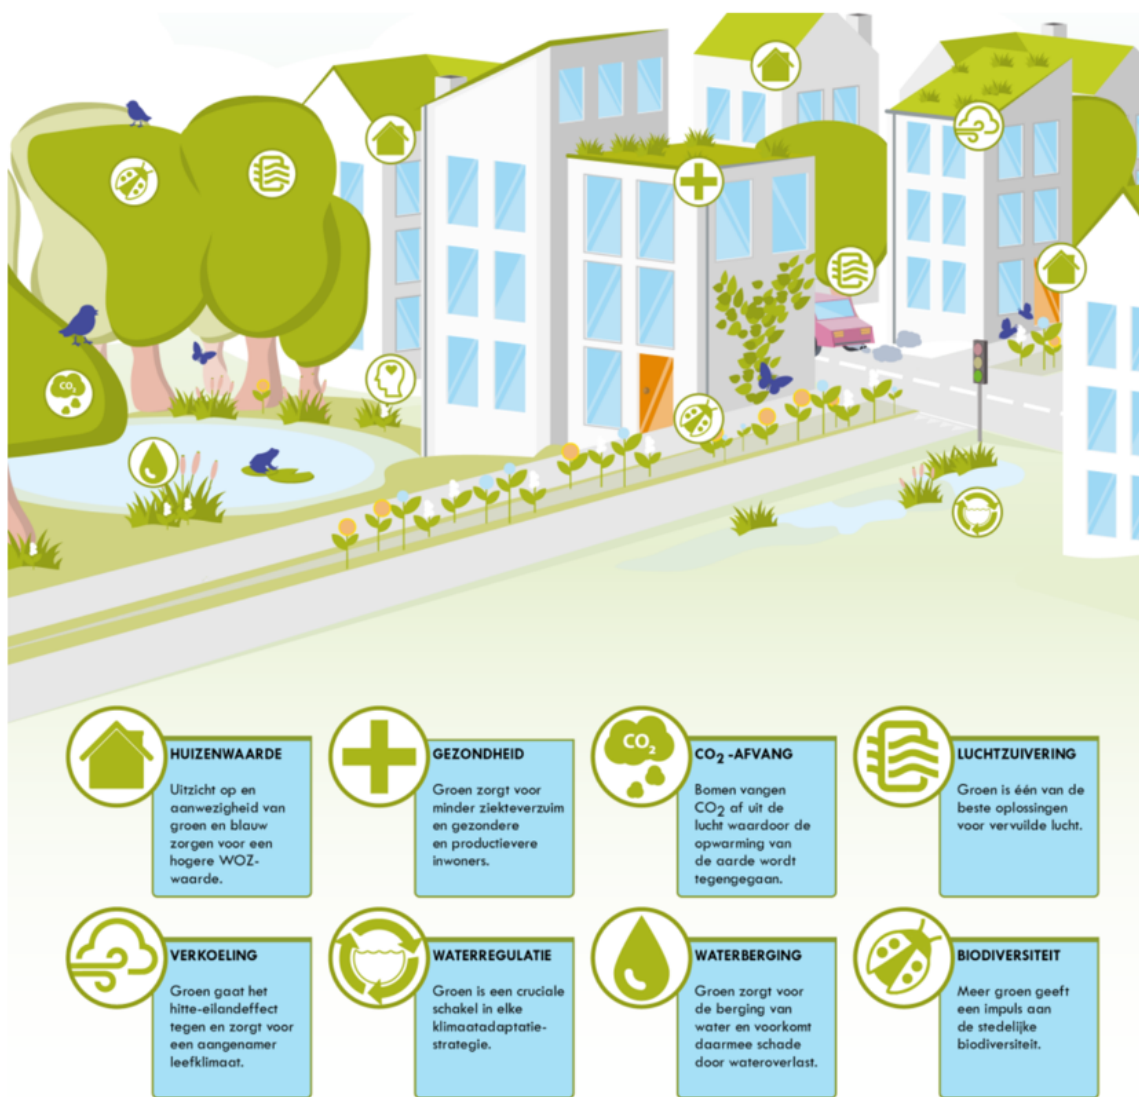 CO2
HUIZENWAARDE
Uitzicht op en
aanwezigheid van
groen en blauw
zorgen voor een
hogere WOZ-
waarde.
GEZONDHEID
Groen zorgt voor
minder ziekteverzuim
en gezondere
en productievere
inwoners.
CO2
CO2 -AFVANG
Bomen vangen
CO2 af uit de
lucht waardoor de
opwarming van
de aarde wordt
tegengegaan.
LUCHTZUIVERING
Groen is één van de
beste oplossingen
voor vervuilde lucht.
VERKOELING
Groen gaat het
hitte-eilandeffect
tegen en zorgt voor
een aangenamer
leefklimaat.
WATERREGULATIE
Groen is een cruciale
schakel in elke
klimaatadaptatie-
strategie.
WATERBERGING
Groen zorgt voor
de berging van
water en voorkomt
daarmee schade
door wateroverlast.
BIODIVERSITEIT
Meer groen geeft
een impuls aan
de stedelijke
biodiversiteit.